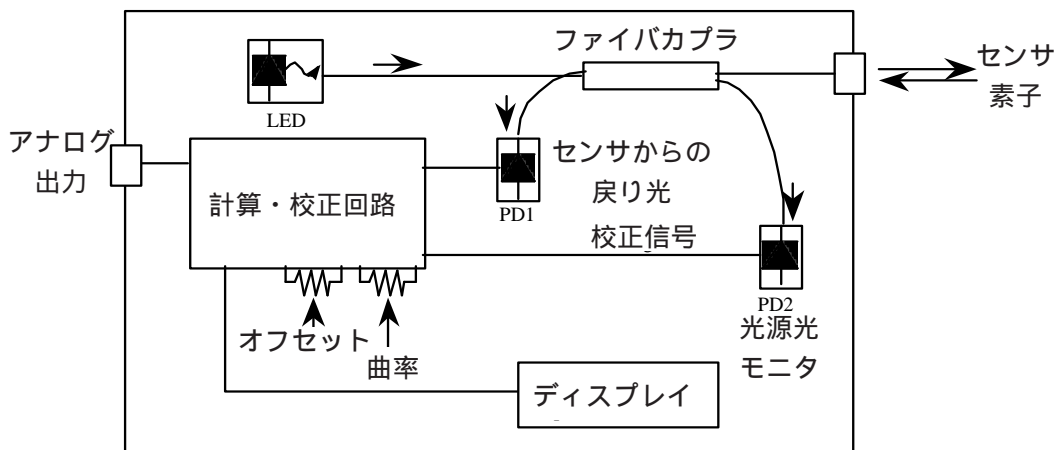 ファイバカプラ
センサ
素子
LED
アナログ
出力
センサからの
戻り光
PD1
計算・校正回路
校正信号
PD2
光源光
モニタ
オフセット
曲率
ディスプレイ